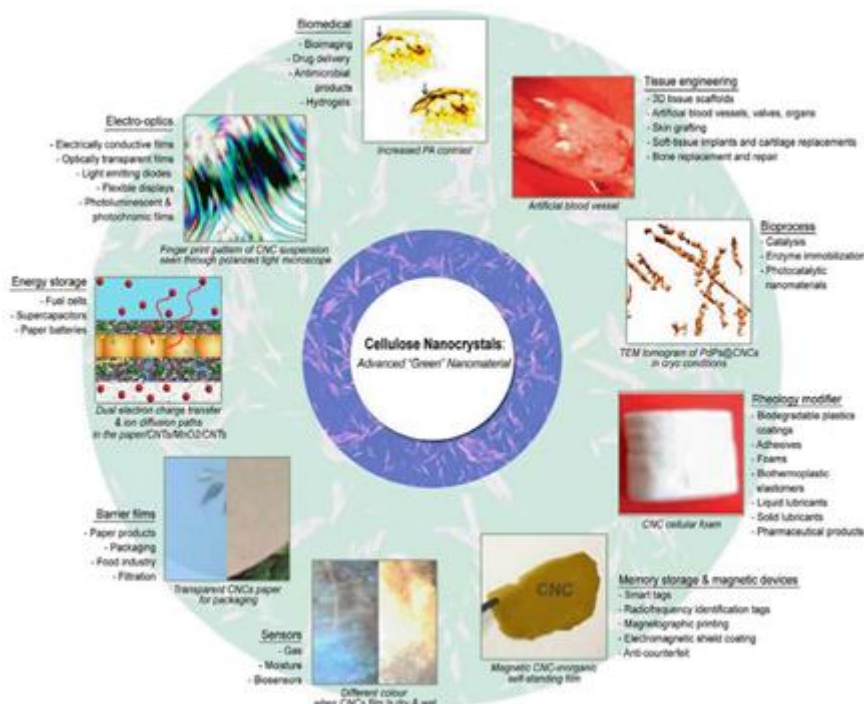 Biomedical
- Bioimaging
- Drug delivery
- Antimicrobial
products
- Hydrogels
Increased PA contrast
Tissue engineering
- 3D tissue scaffolds
- Artificial blood vessels, valves, organs
- Skin grafting
- Soft-tissue implants and cartilage replacements
- Bone replacement and repair
Artificial blood vessel
Electro-optics
- Electrically conductive films
- Optically transparent films
- Light emitting diodes
- Flexible displays
- Photoluminescent &
photochromic films
Finger print pattern of CNC suspension
seen through polarized light microscope
Bioprocess
- Catalysis
- Enzyme immobilization
- Photocatalytic
nanomaterials
TEM tomogram of PdPs@CNCs
in cryo conditions
Energy storage
- Fuel cells
- Supercapacitors
- Paper batteries
Dual electron charge transfer
& ion diffusion paths
in the paper/CNTs/MnO2/CNTs
Cellulose Nanocrystals:
Advanced "Green" Nanomaterial
Rheology modifier
- Biodegradable plastics
coatings
- Adhesives
- Foams
- Biothermoplastic
elastomers
- Liquid lubricants
- Solid lubricants
- Pharmaceutical products
CNC cellular foam
Barrier films
- Paper products
- Packaging
- Food industry
- Filtration
Transparent CNCs paper
for packaging
Memory storage & magnetic devices
- Smart tags
- Radiofrequency identification tags
- Magnetographic printing
- Electromagnetic shield coating
- Anti-counterfeit
CNC
Magnetic CNC-inorganic
self-standing film
Sensors
- Gas
- Moisture
- Biosensors
Different colour
when CNCs film is dry & wet